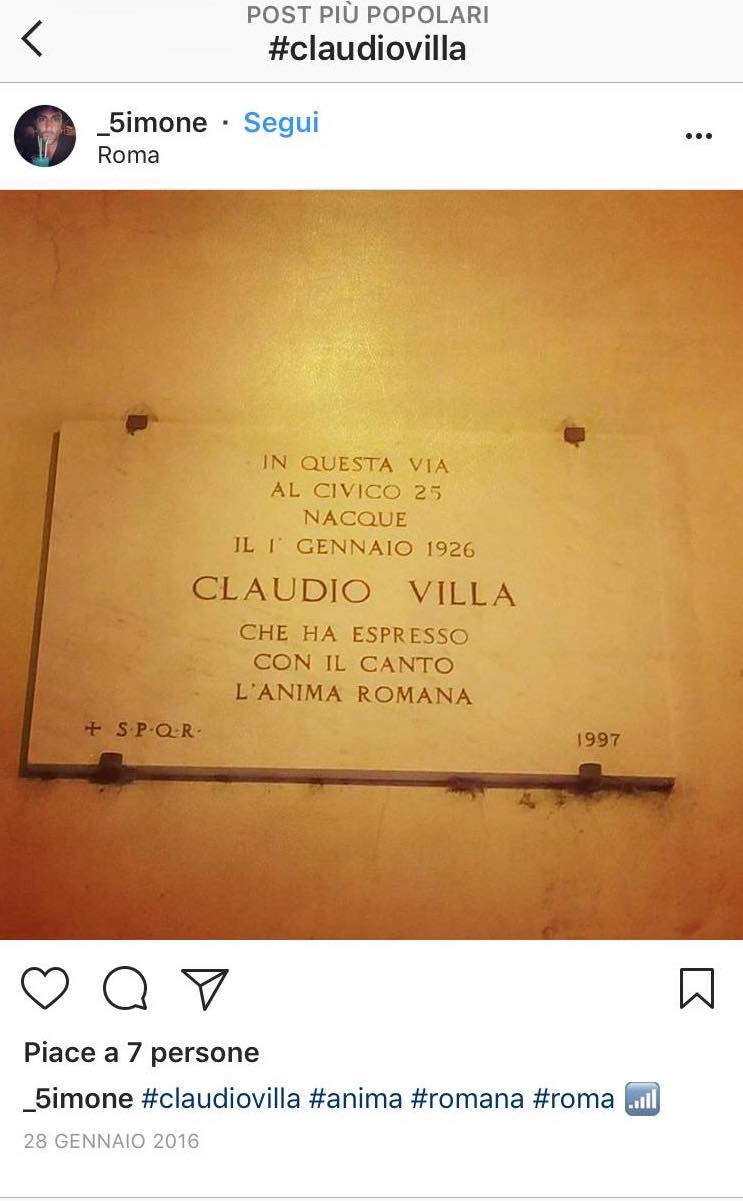 POST PIÙ POPOLARI
#claudiovilla
_5imone · Segui
Roma
IN QUESTA VIA
AL CIVICO 25
NACQUE
IL 1° GENNAIO 1926
CLAUDIO VILLA
CHE HA ESPRESSO
CON IL CANTO
L'ANIMA ROMANA
+ S·P·Q·R· 1997
Piace a 7 persone
_5imone #claudiovilla #anima #romana #roma
28 GENNAIO 2016